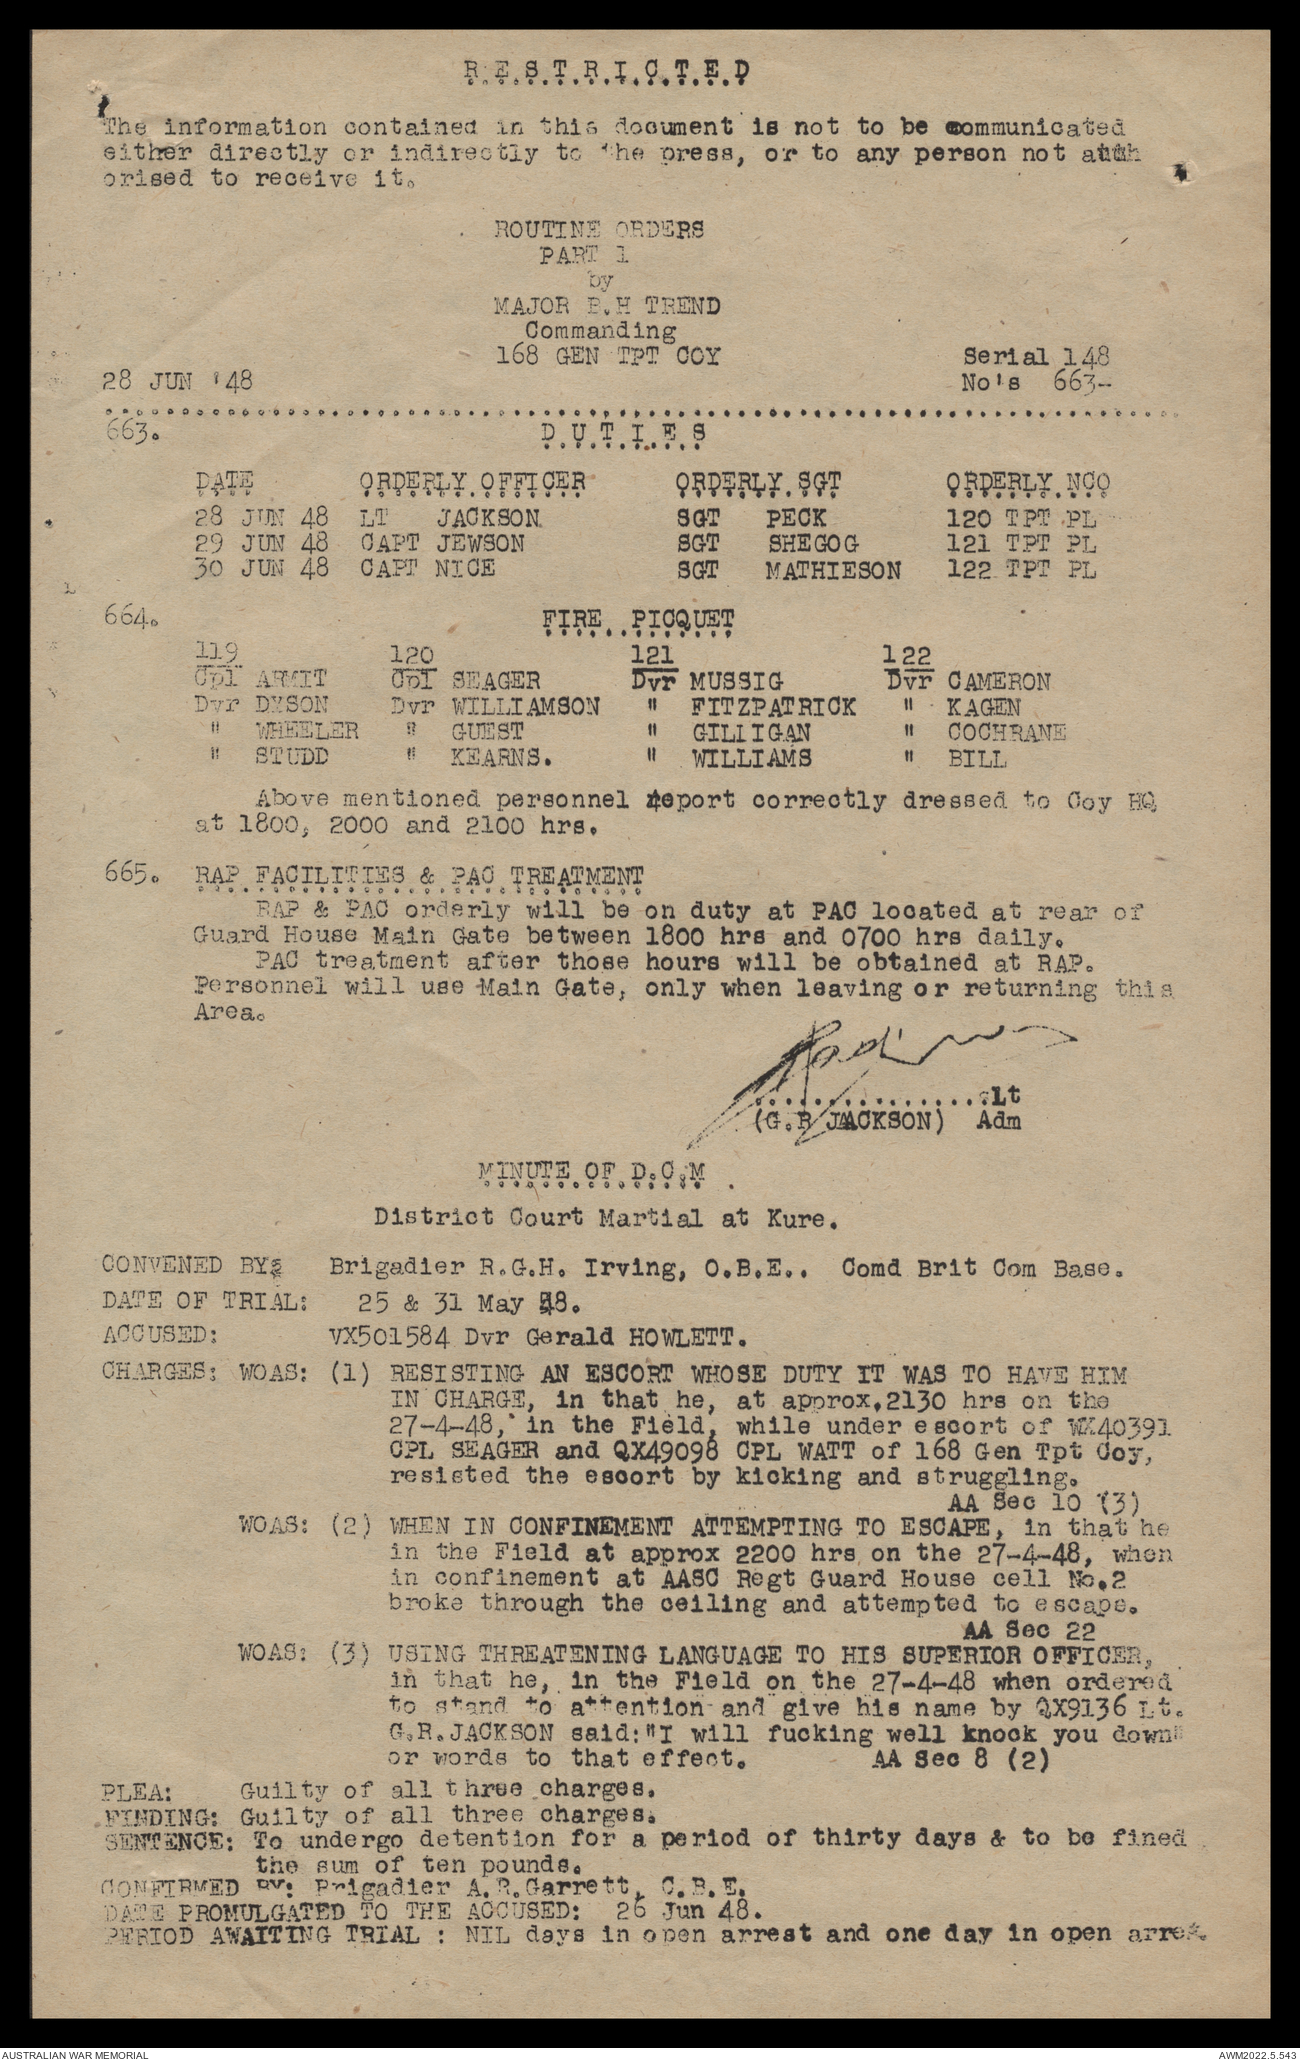 R.E.S.T.R.I.C.T.E.D
The information contained in this document is not to be communicated
either directly or indirectly to the press, or to any person not auth
orised to receive it.
ROUTINE ORDERS
PART 1
by
MAJOR B.H TREND
Commanding
168 GEN TPT COY
Serial 148
28 JUN '48
No's 663-
663.
D.U.T.I.E.S
DATE ORDERLY OFFICER ORDERLY SGT ORDERLY NCO
28 JUN 48 LT JACKSON SGT PECK 120 TPT PL
29 JUN 48 CAPT JEWSON SGT SHEGOG 121 TPT PL
30 JUN 48 CAPT NICE SGT MATHIESON 122 TPT PL
664. FIRE PICQUET
119 120 121 122
Cpl ARMIT Cpl SEAGER Dvr MUSSIG Dvr CAMERON
Dvr DYSON Dvr WILLIAMSON " FITZPATRICK " KAGEN
" WHEELER " GUEST " GILLIGAN " COCHRANE
" STUDD " KEARNS. " WILLIAMS " BILL
Above mentioned personnel report correctly dressed to Coy HQ
at 1800, 2000 and 2100 hrs.
665. RAP FACILITIES & PAC TREATMENT
RAP & PAC orderly will be on duty at PAC located at rear of
Guard House Main Gate between 1800 hrs and 0700 hrs daily.
PAC treatment after those hours will be obtained at RAP.
Personnel will use Main Gate, only when leaving or returning this
Area.
................Lt
(G.R JAACKSON) Adm
MINUTE OF D.C.M
District Court Martial at Kure.
CONVENED BY: Brigadier R.G.H. Irving, O.B.E.. Comd Brit Com Base.
DATE OF TRIAL: 25 & 31 May 48.
ACCUSED: VX501584 Dvr Gerald HOWLETT.
CHARGES: WOAS: (1) RESISTING AN ESCORT WHOSE DUTY IT WAS TO HAVE HIM
IN CHARGE, in that he, at approx.2130 hrs on the
27-4-48, in the Field, while under escort of WX40391
CPL SEAGER and QX49098 CPL WATT of 168 Gen Tpt Coy,
resisted the escort by kicking and struggling.
AA Sec 10 (3)
WOAS: (2) WHEN IN CONFINEMENT ATTEMPTING TO ESCAPE, in that he
in the Field at approx 2200 hrs on the 27-4-48, when
in confinement at AASC Regt Guard House cell No.2
broke through the ceiling and attempted to escape.
AA Sec 22
WOAS: (3) USING THREATENING LANGUAGE TO HIS SUPERIOR OFFICER,
in that he, in the Field on the 27-4-48 when ordered
to stand to attention and give his name by QX9136 Lt.
G.R.JACKSON said:"I will fucking well knock you down"
or words to that effect. AA Sec 8 (2)
PLEA: Guilty of all three charges.
FINDING: Guilty of all three charges.
SENTENCE: To undergo detention for a period of thirty days & to be fined
the sum of ten pounds.
CONFIRMED BY: Brigadier A.R.Garrett, C.B.E.
DATE PROMULGATED TO THE ACCUSED: 26 Jun 48.
PERIOD AWAITING TRIAL : NIL days in open arrest and one day in open arres
AUSTRALIAN WAR MEMORIAL AWM2022.5.543